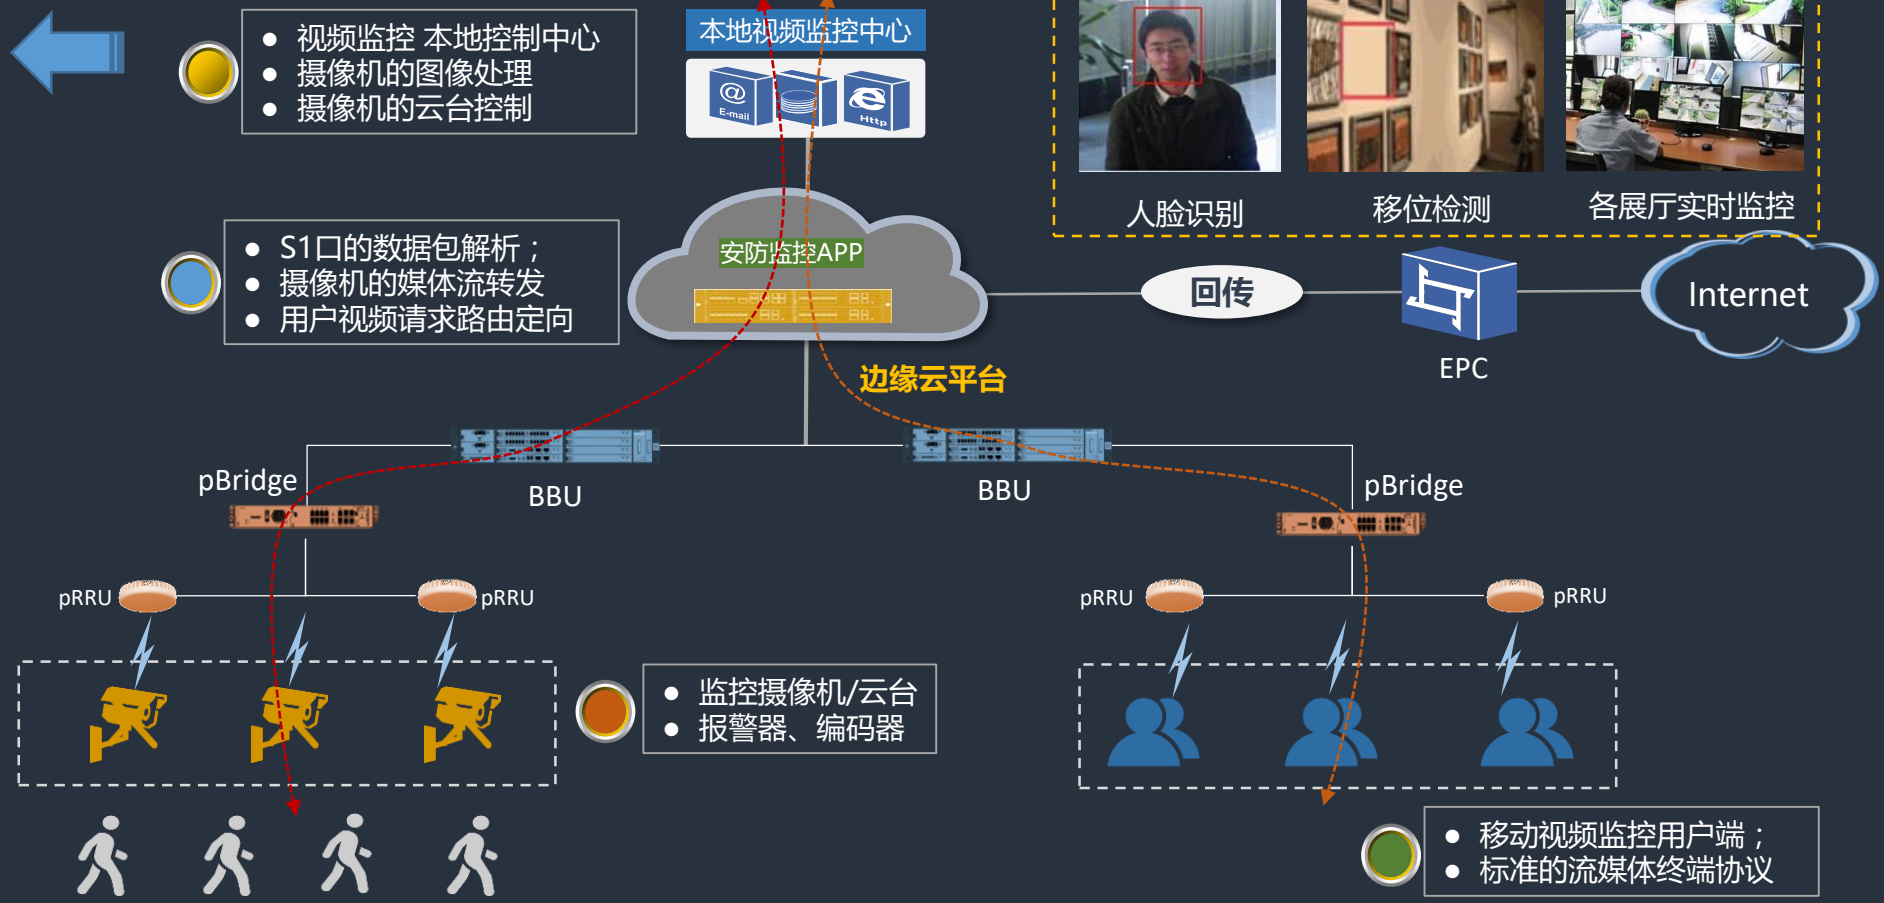 ● 视频监控 本地控制中心
● 摄像机的图像处理
● 摄像机的云台控制
本地视频监控中心
@
E-mail
Http
人脸识别
移位检测
各展厅实时监控
● S1口的数据包解析；
● 摄像机的媒体流转发
● 用户视频请求路由定向
安防监控APP
回传
EPC
Internet
边缘云平台
BBU
BBU
pBridge
pBridge
pRRU
pRRU
pRRU
pRRU
● 监控摄像机/云台
● 报警器、编码器
● 移动视频监控用户端；
● 标准的流媒体终端协议